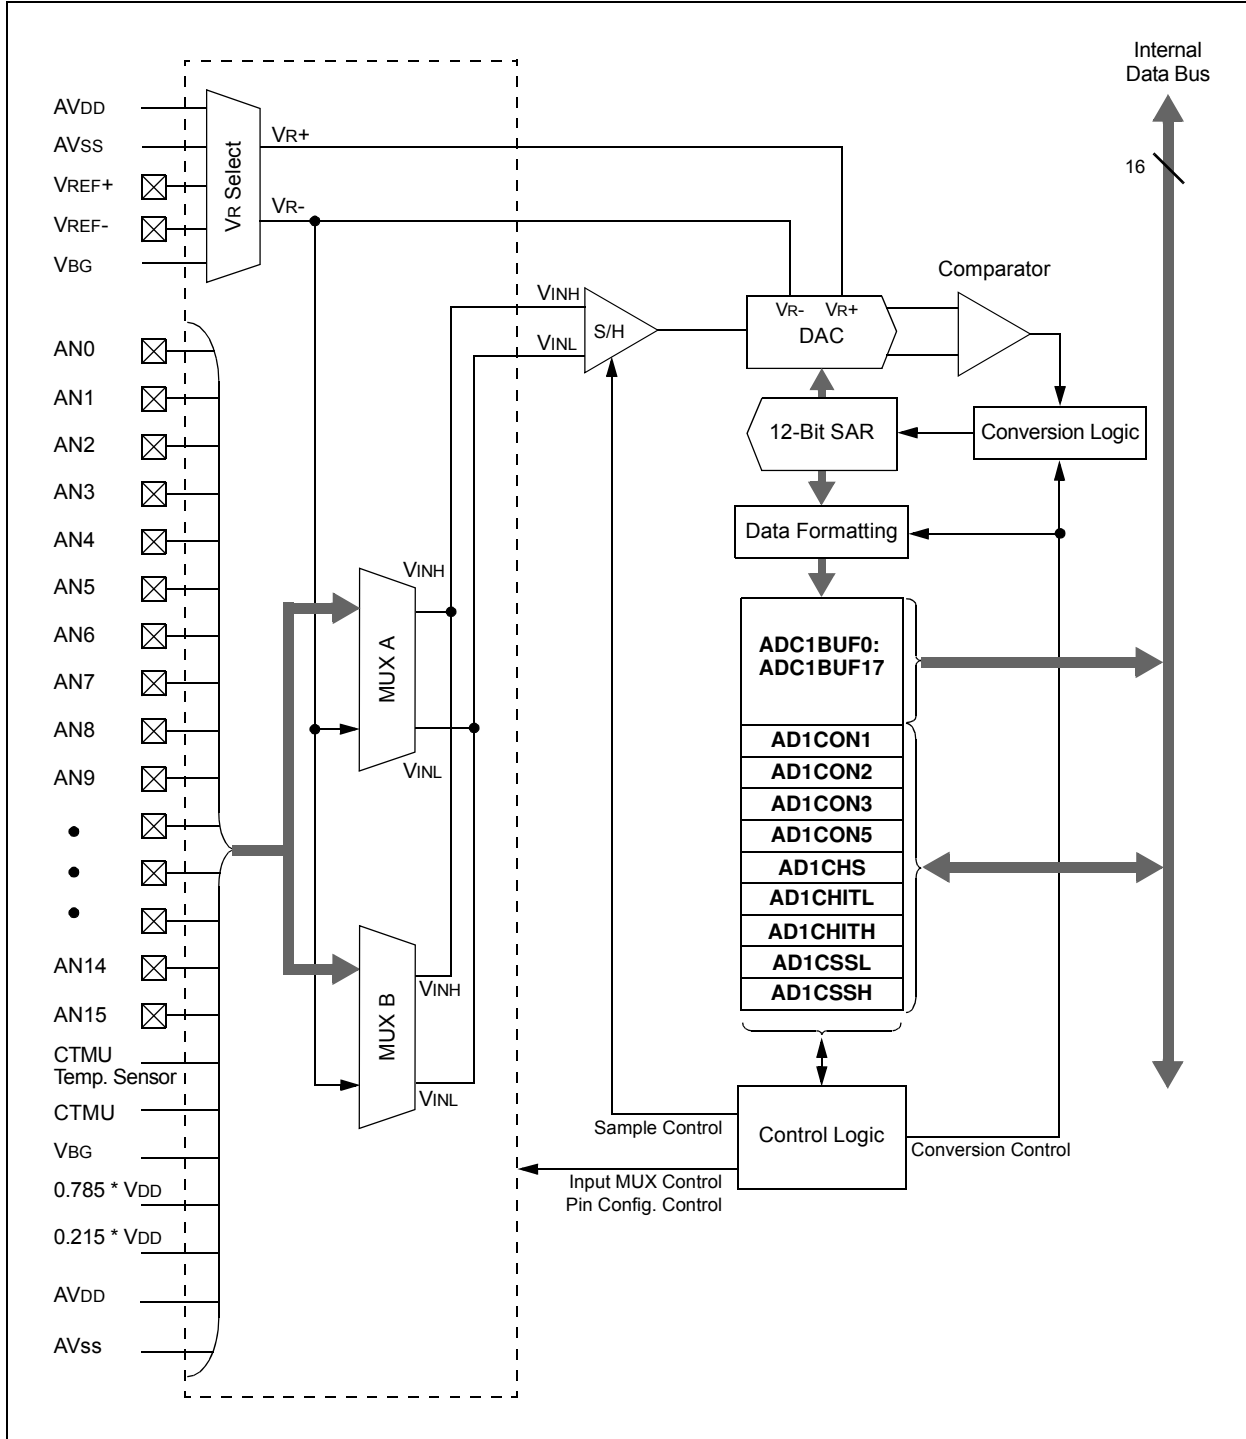 Internal
Data Bus
16
AVDD
AVSS
VREF+
VREF-
VBG
VR Select
VR+
VR-
AN0
AN1
AN2
AN3
AN4
AN5
AN6
AN7
AN8
AN9
AN14
AN15
CTMU
Temp. Sensor
CTMU
VBG
0.785 * VDD
0.215 * VDD
AVDD
AVss
VINH
MUX A
VINL
MUX B
VINH
VINL
VINH
VINL
S/H
VR- VR+
DAC
Comparator
12-Bit SAR
Conversion Logic
Data Formatting
ADC1BUF0:
ADC1BUF17
AD1CON1
AD1CON2
AD1CON3
AD1CON5
AD1CHS
AD1CHITL
AD1CHITH
AD1CSSL
AD1CSSH
Control Logic
Sample Control
Input MUX Control
Pin Config. Control
Conversion Control